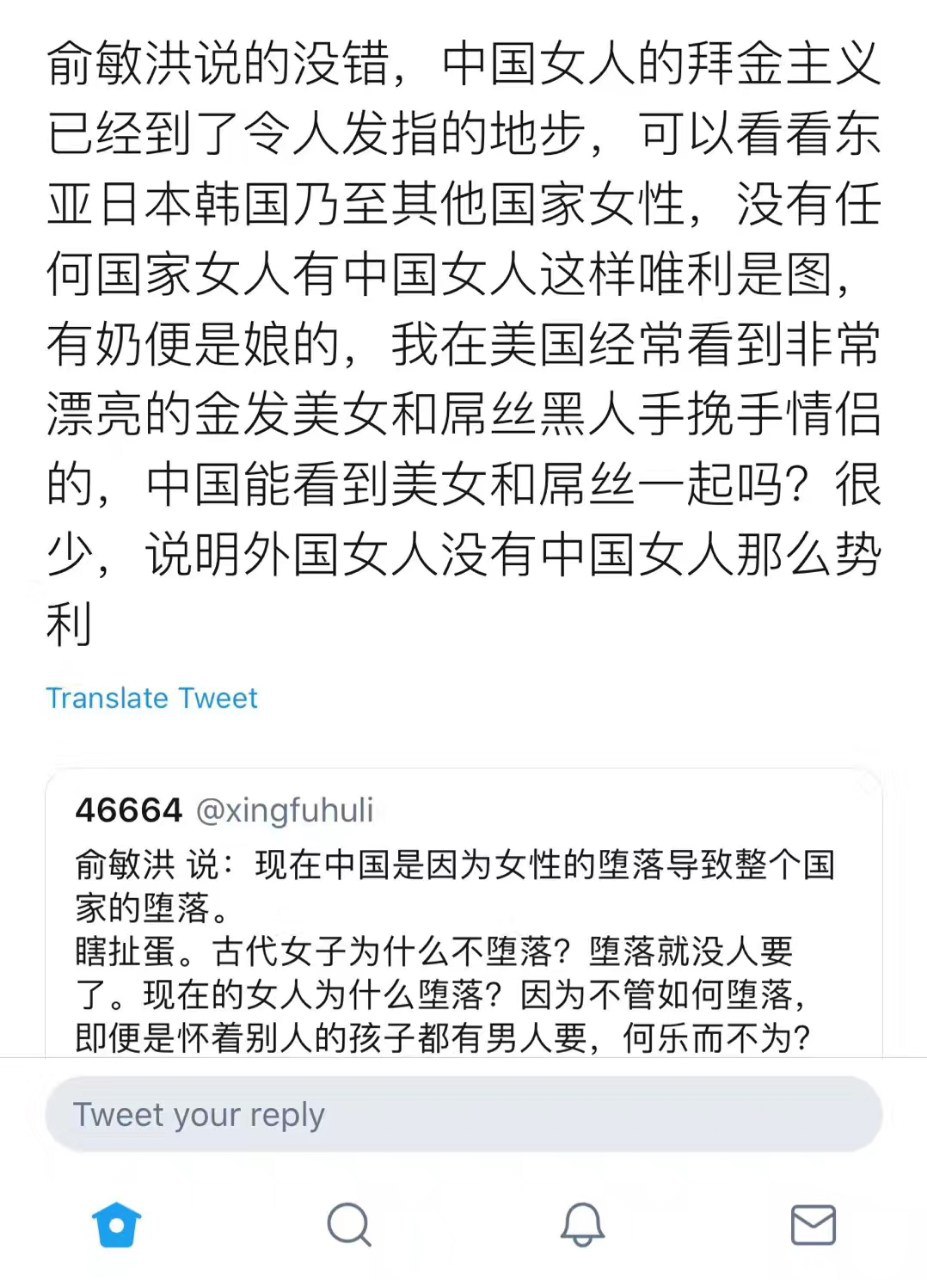 俞敏洪说的没错，中国女人的拜金主义
已经到了令人发指的地步，可以看看东
亚日本韩国乃至其他国家女性，没有任
何国家女人有中国女人这样唯利是图，
有奶便是娘的，我在美国经常看到非常
漂亮的金发美女和屌丝黑人手挽手情侣
的，中国能看到美女和屌丝一起吗？很
少，说明外国女人没有中国女人那么势
利
Translate Tweet
46664 @xingfuhuli
俞敏洪 说：现在中国是因为女性的堕落导致整个国
家的堕落。
瞎扯蛋。古代女子为什么不堕落？堕落就没人要
了。现在的女人为什么堕落？因为不管如何堕落，
即便是怀着别人的孩子都有男人要，何乐而不为？
Tweet your reply